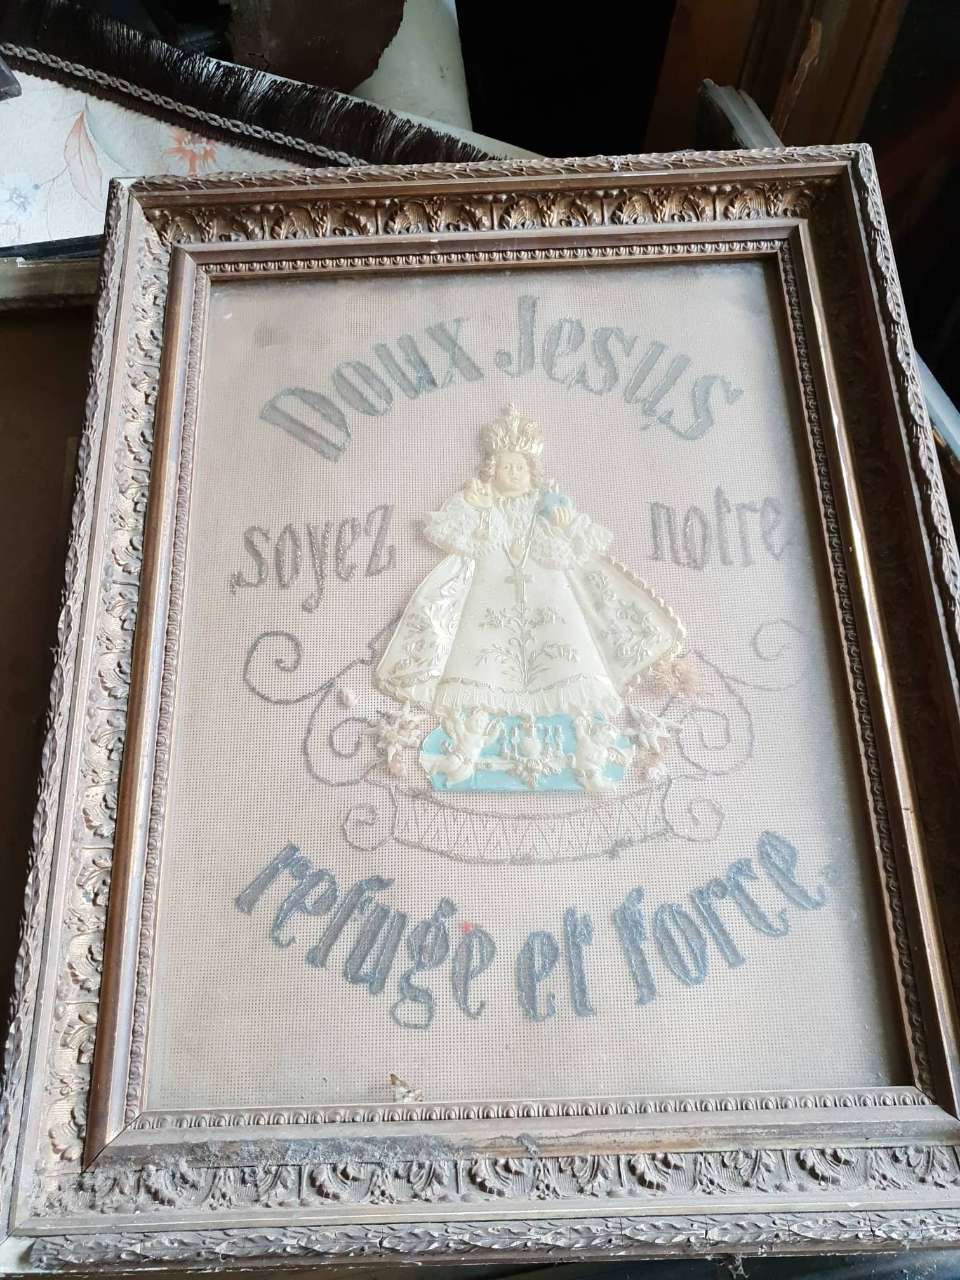 Doux Jesus
soyez notre
refuge et force.